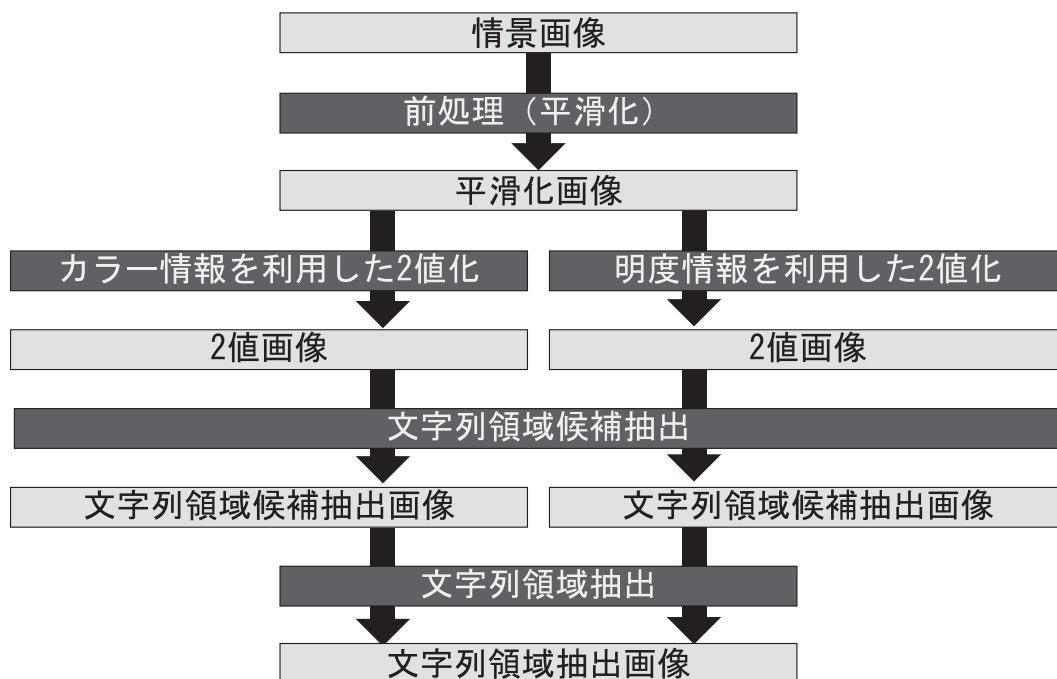 情景画像
前処理（平滑化）
平滑化画像
カラー情報を利用した2値化
明度情報を利用した2値化
2値画像
2値画像
文字列領域候補抽出
文字列領域候補抽出画像
文字列領域候補抽出画像
文字列領域抽出
文字列領域抽出画像